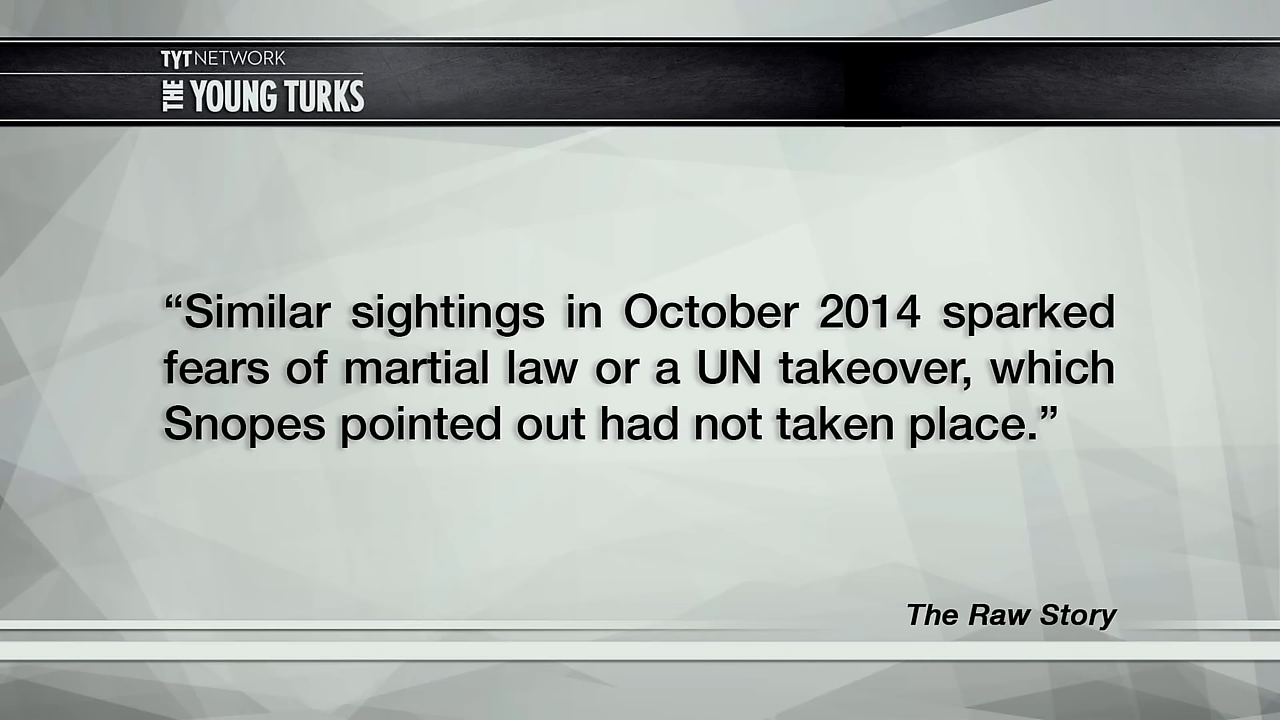 TYTNETWORK
THE YOUNG TURKS
“Similar sightings in October 2014 sparked
fears of martial law or a UN takeover, which
Snopes pointed out had not taken place.”
The Raw Story